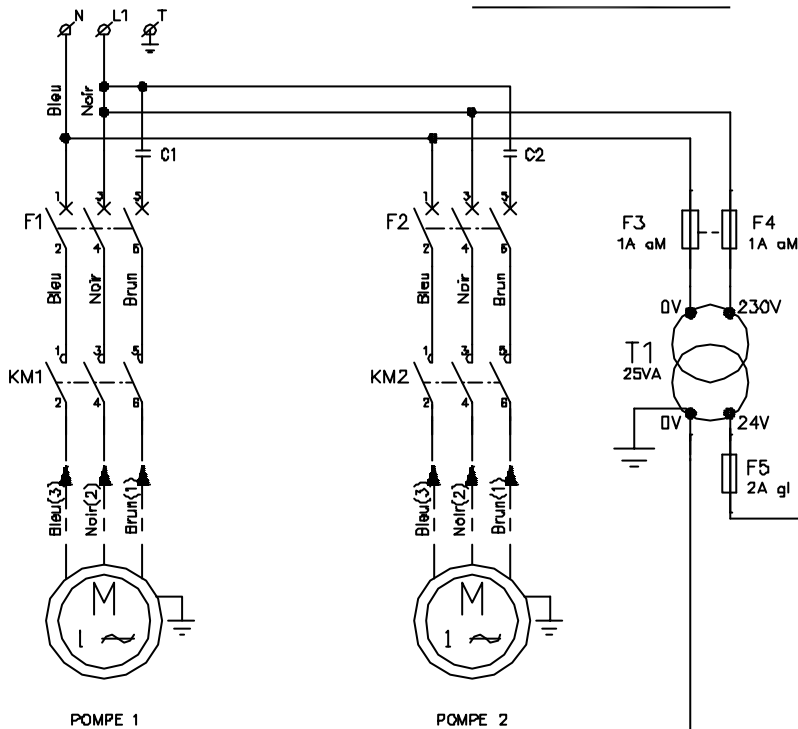 N L1 T
Bleu Noir
C1 C2
1 3 5 1 3 5
F1 F2 F3 F4
1A aM 1A aM
2 4 6 2 4 6
Bleu Noir Brun Bleu Noir Brun
0V 230V
T1
25VA
1 3 5 1 3 5
KM1 KM2
2 4 6 2 4 6
0V 24V
F5
2A gl
Bleu(3) Noir(2) Brun(1) Bleu(3) Noir(2) Brun(1)
M M
1 1
POMPE 1 POMPE 2